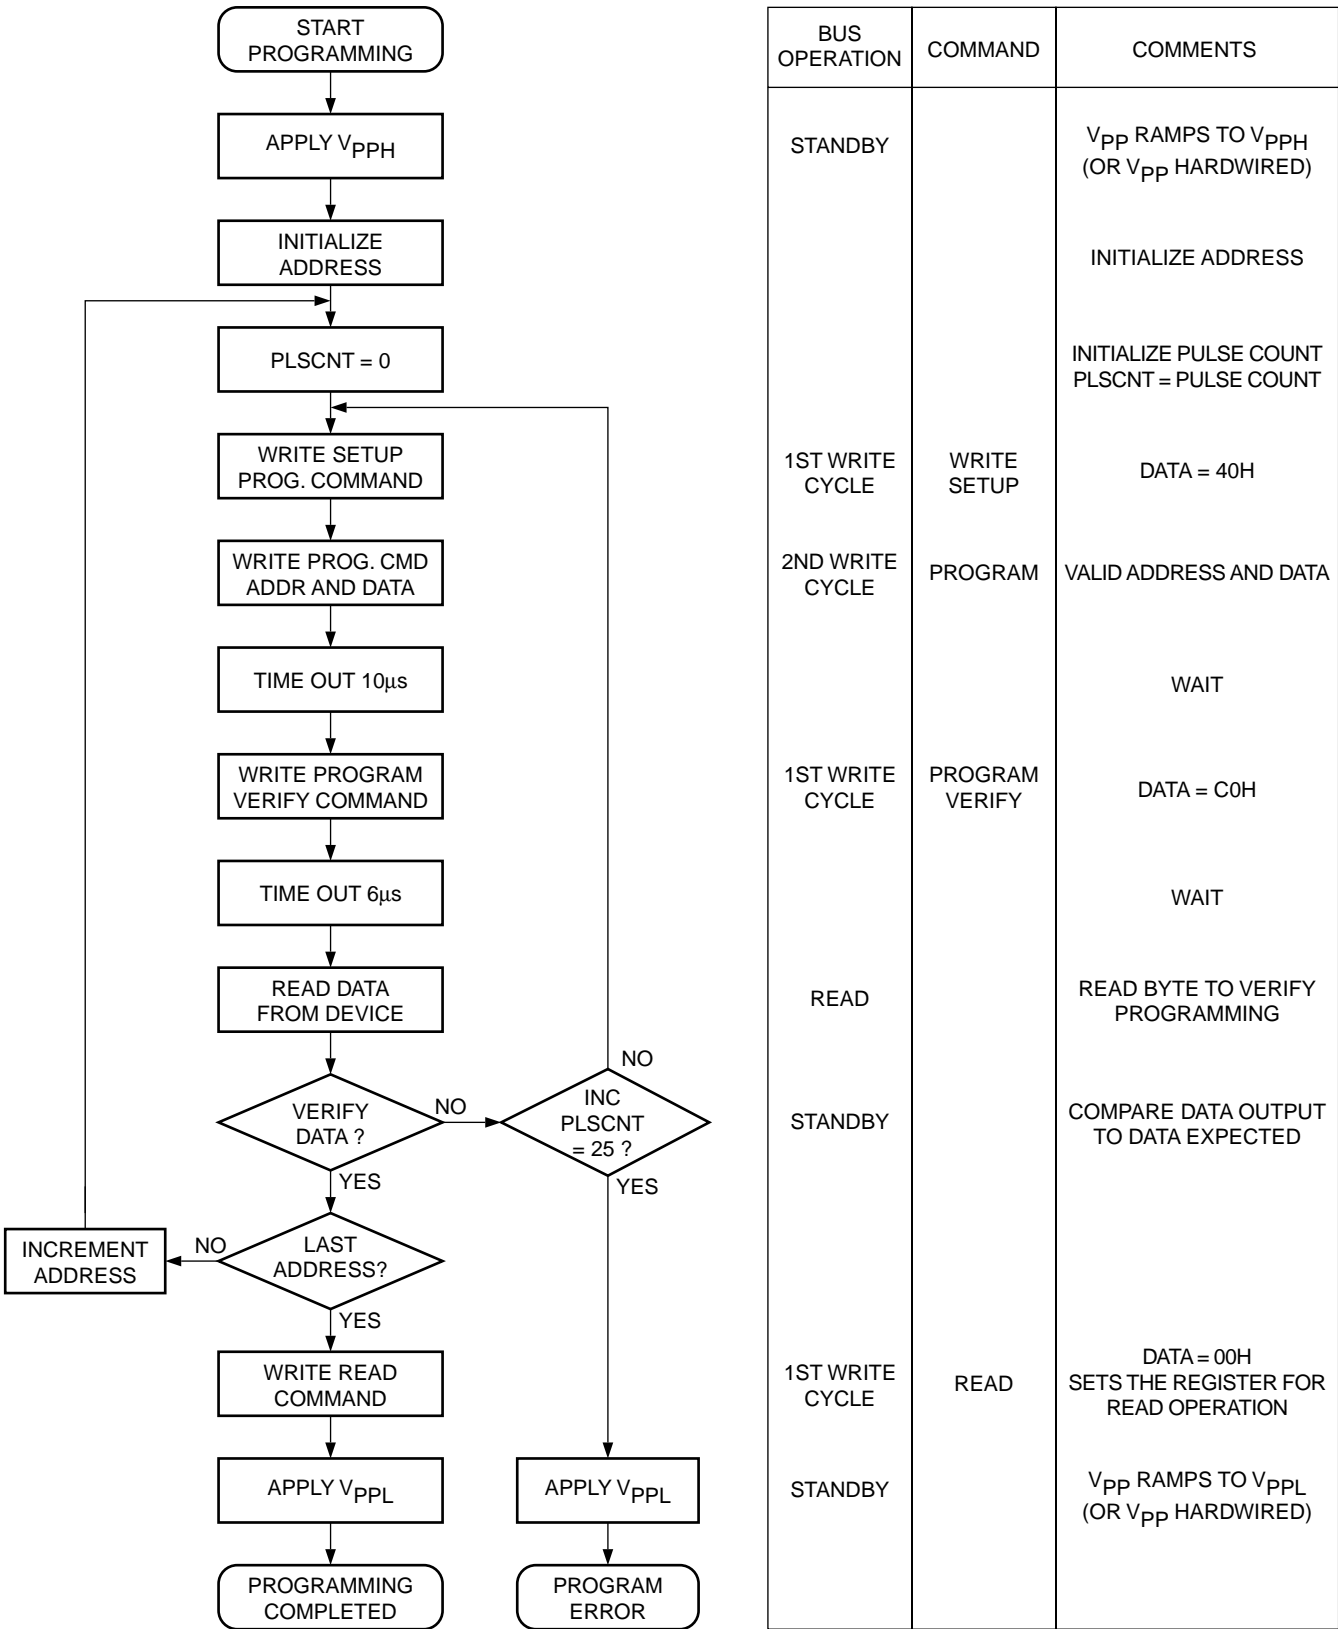 START
PROGRAMMING
APPLY VPPH
INITIALIZE
ADDRESS
PLSCNT = 0
WRITE SETUP
PROG. COMMAND
WRITE PROG. CMD
ADDR AND DATA
TIME OUT 10μs
WRITE PROGRAM
VERIFY COMMAND
TIME OUT 6μs
READ DATA
FROM DEVICE
VERIFY
DATA ?
NO
YES
INC
PLSCNT
= 25 ?
NO
YES
LAST
ADDRESS?
NO
YES
INCREMENT
ADDRESS
WRITE READ
COMMAND
APPLY VPPL
APPLY VPPL
PROGRAMMING
COMPLETED
PROGRAM
ERROR
BUS
OPERATION
COMMAND
COMMENTS
STANDBY
VPP RAMPS TO VPPH
(OR VPP HARDWIRED)
INITIALIZE ADDRESS
INITIALIZE PULSE COUNT
PLSCNT = PULSE COUNT
1ST WRITE
CYCLE
WRITE
SETUP
DATA = 40H
2ND WRITE
CYCLE
PROGRAM
VALID ADDRESS AND DATA
WAIT
1ST WRITE
CYCLE
PROGRAM
VERIFY
DATA = C0H
WAIT
READ
READ BYTE TO VERIFY
PROGRAMMING
STANDBY
COMPARE DATA OUTPUT
TO DATA EXPECTED
1ST WRITE
CYCLE
READ
DATA = 00H
SETS THE REGISTER FOR
READ OPERATION
STANDBY
VPP RAMPS TO VPPL
(OR VPP HARDWIRED)